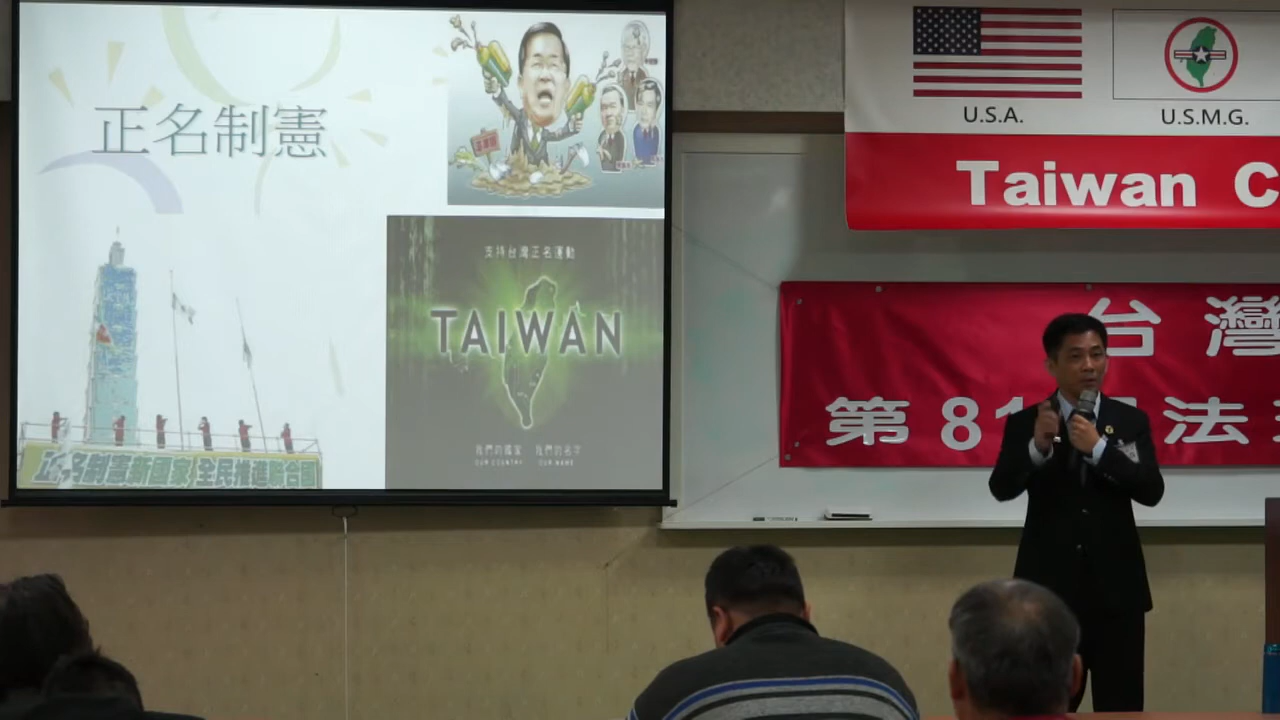 正名制憲
支持台灣正名運動
TAIWAN
我們的國家 我們的名字
OUR COUNTRY OUR NAME
正名制憲新國家 全民推進聯合國
U.S.A.
U.S.M.G.
Taiwan C
台灣
第 81
法